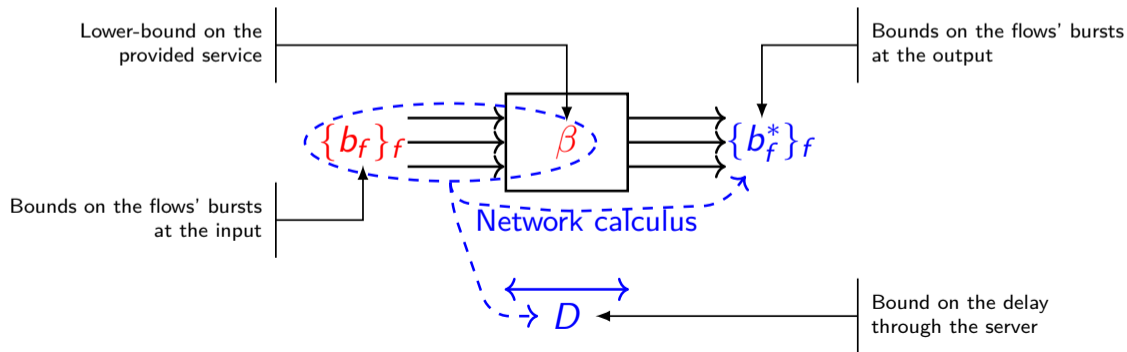 Lower-bound on the
provided service
Bounds on the flows' bursts
at the output
{b_f}_f
β
{b_f^*}_f
Bounds on the flows' bursts
at the input
Network calculus
D
Bound on the delay
through the server